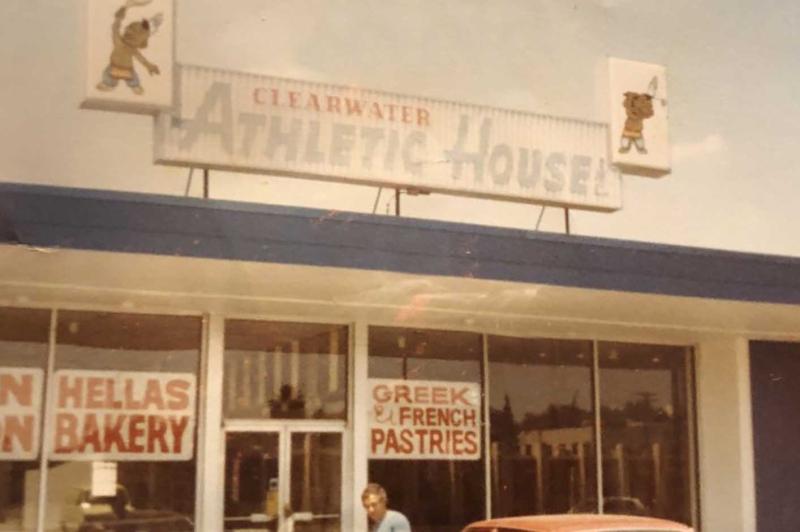 CLEARWATER
ATHLETIC HOUSE
N
N
HELLAS
BAKERY
GREEK
& FRENCH
PASTRIES